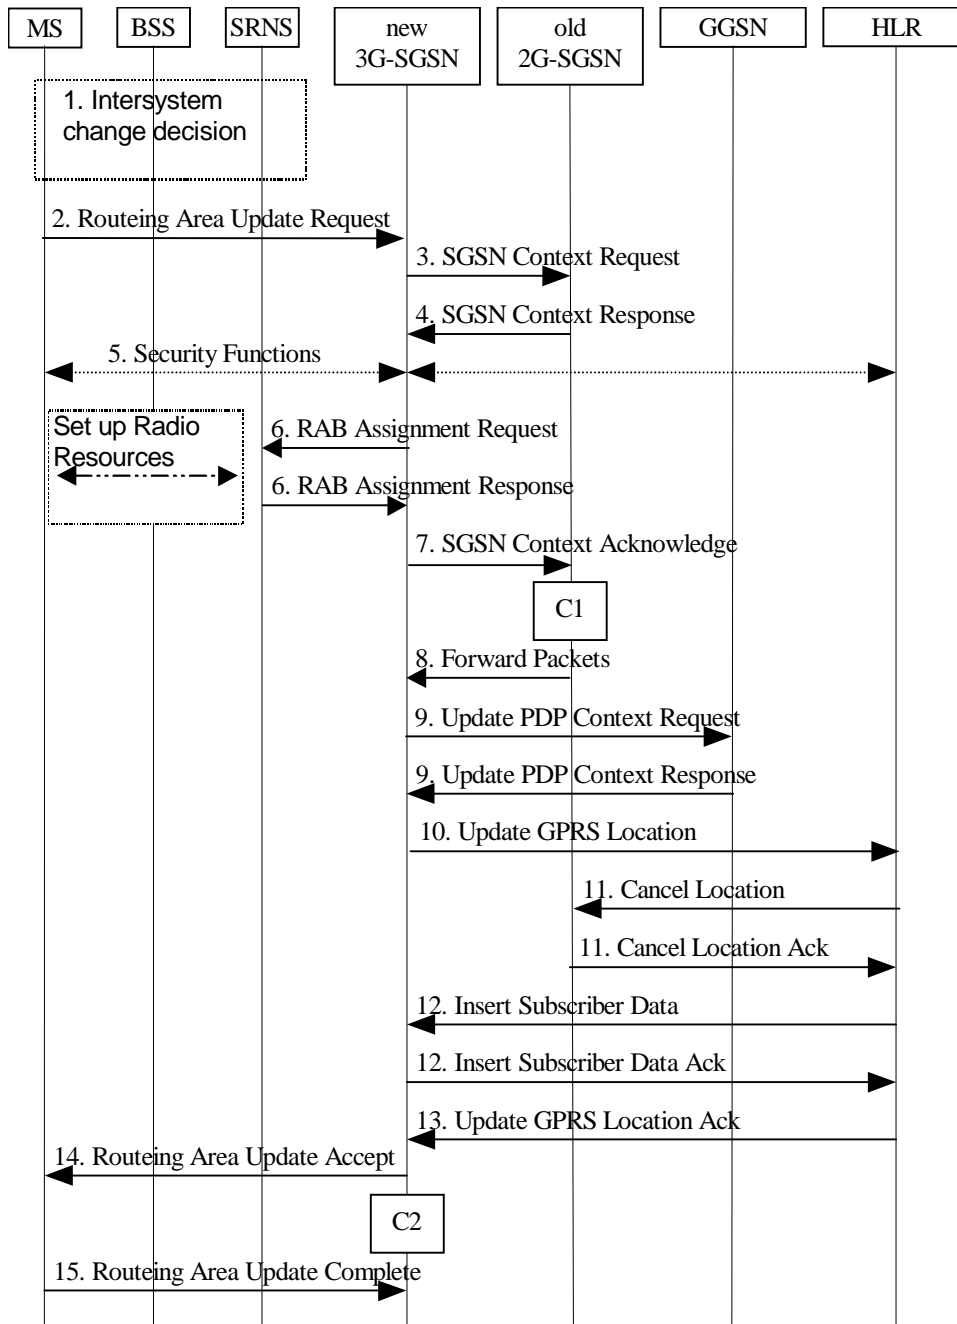 MS
BSS
SRNS
new
3G-SGSN
old
2G-SGSN
GGSN
HLR
1. Intersystem
change decision
2. Routeing Area Update Request
3. SGSN Context Request
4. SGSN Context Response
5. Security Functions
Set up Radio
Resources
6. RAB Assignment Request
6. RAB Assignment Response
7. SGSN Context Acknowledge
C1
8. Forward Packets
9. Update PDP Context Request
9. Update PDP Context Response
10. Update GPRS Location
11. Cancel Location
11. Cancel Location Ack
12. Insert Subscriber Data
12. Insert Subscriber Data Ack
13. Update GPRS Location Ack
14. Routeing Area Update Accept
C2
15. Routeing Area Update Complete